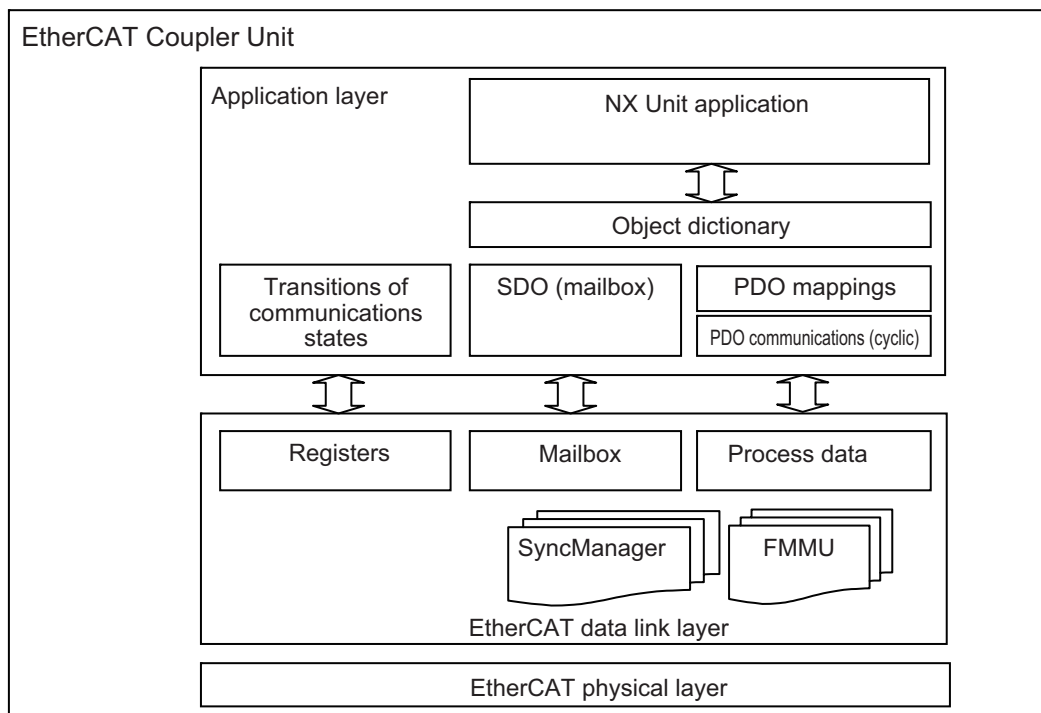 EtherCAT Coupler Unit
Application layer
NX Unit application
Object dictionary
Transitions of
communications
states
SDO (mailbox)
PDO mappings
PDO communications (cyclic)
Registers
Mailbox
Process data
SyncManager
FMMU
EtherCAT data link layer
EtherCAT physical layer